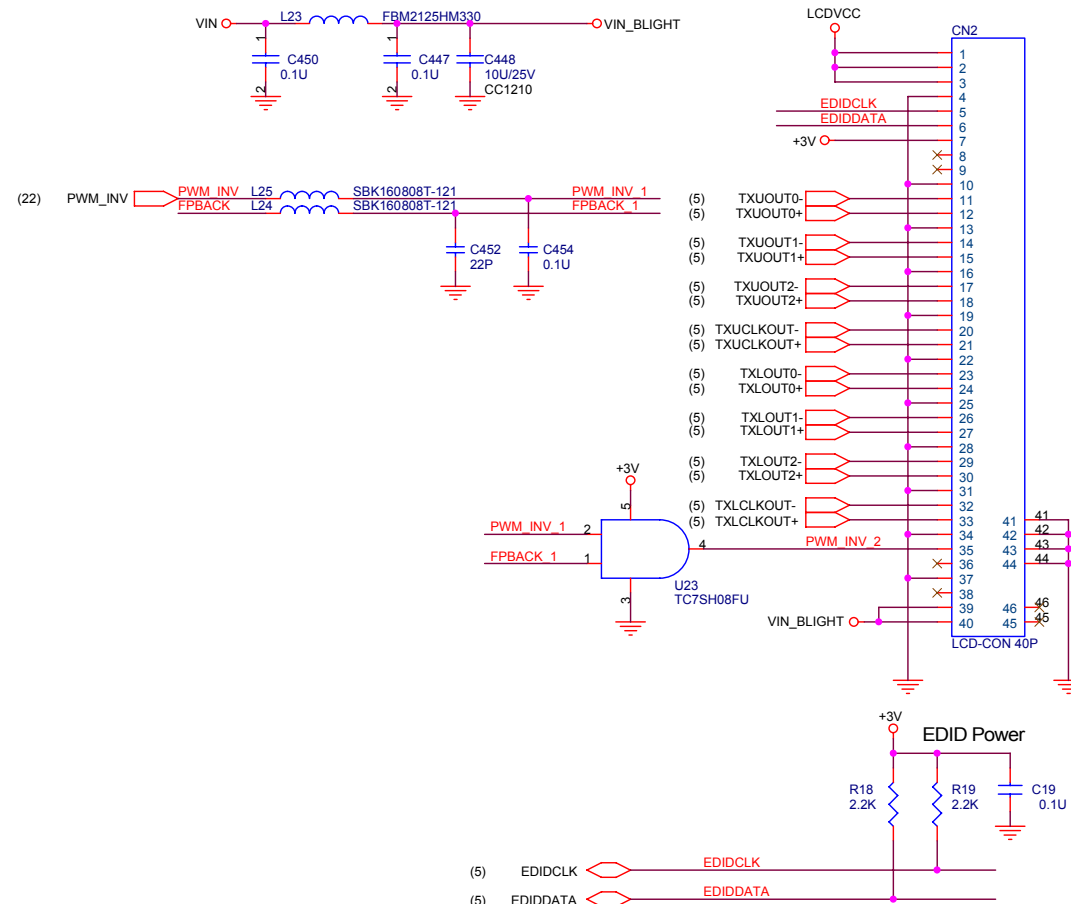 VIN L23 FBM2125HM330 VIN_BLIGHT
1 C450 0.1U 2
1 C447 0.1U 2
C448 10U/25V CC1210
(22) PWM_INV PWM_INV L25 SBK160808T-121 PWM_INV_1
FPBACK L24 SBK160808T-121 FPBACK_1
C452 22P
C454 0.1U
LCDVCC
CN2
1
2
3
4
EDIDCLK 5
EDIDDATA 6
+3V 7
8
9
10
(5) TXUOUT0- 11
(5) TXUOUT0+ 12
13
(5) TXUOUT1- 14
(5) TXUOUT1+ 15
16
(5) TXUOUT2- 17
(5) TXUOUT2+ 18
19
(5) TXUCLKOUT- 20
(5) TXUCLKOUT+ 21
22
(5) TXLOUT0- 23
(5) TXLOUT0+ 24
25
(5) TXLOUT1- 26
(5) TXLOUT1+ 27
28
(5) TXLOUT2- 29
(5) TXLOUT2+ 30
31
(5) TXLCLKOUT- 32
(5) TXLCLKOUT+ 33 41 41
34 42 42
PWM_INV_2 35 43 43
36 44 44
37
38
39 46 46
VIN_BLIGHT 40 45 45
LCD-CON 40P
+3V
5
PWM_INV_1 2
4
FPBACK_1 1
3
U23
TC7SH08FU
+3V
EDID Power
R18 2.2K
R19 2.2K
C19 0.1U
(5) EDIDCLK EDIDCLK
(5) EDIDDATA EDIDDATA